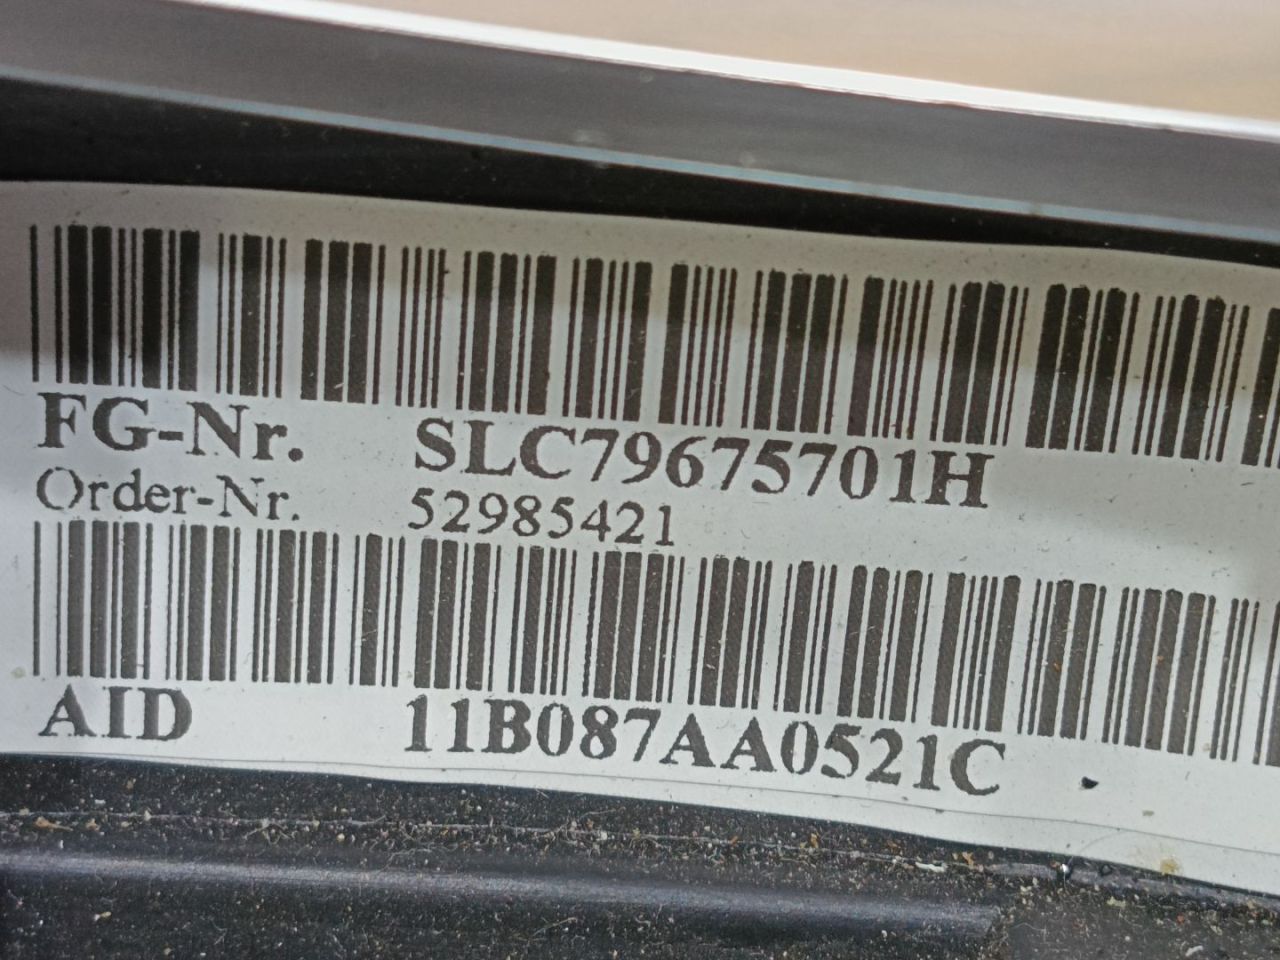 FG-Nr. SLC79675701H
Order-Nr. 52985421
AID 11B087AA0521C